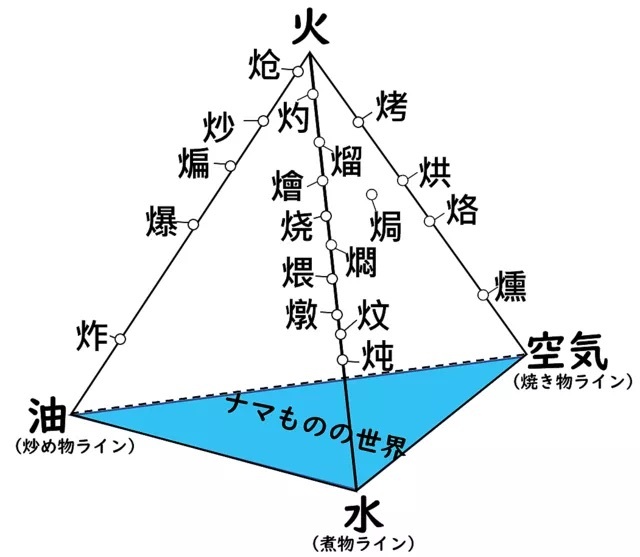 火
炝
灼
烤
炒
煸
熘
烘
燴
焗
烙
爆
烧
燜
煨
燻
燉
炆
炸
炖
空気
（焼き物ライン）
油
（炒め物ライン）
ナマものの世界
水
（煮物ライン）